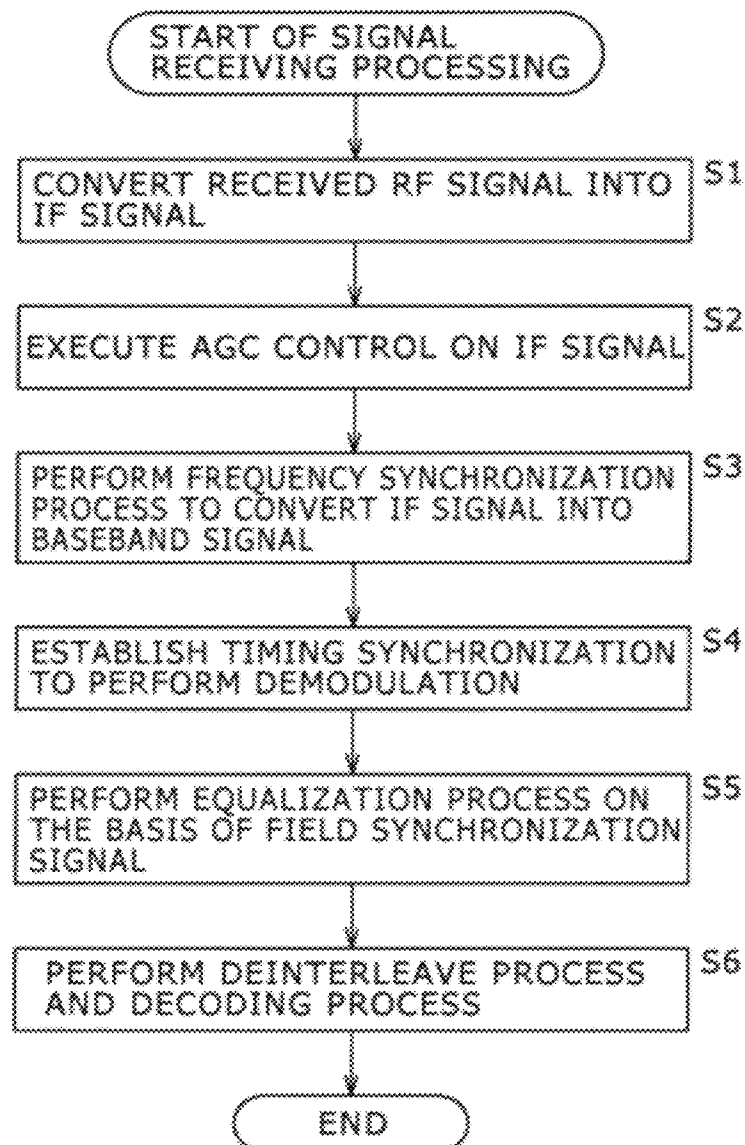 START OF SIGNAL
RECEIVING PROCESSING
CONVERT RECEIVED RF SIGNAL INTO
IF SIGNAL
S1
EXECUTE AGC CONTROL ON IF SIGNAL
S2
PERFORM FREQUENCY SYNCHRONIZATION
PROCESS TO CONVERT IF SIGNAL INTO
BASEBAND SIGNAL
S3
ESTABLISH TIMING SYNCHRONIZATION
TO PERFORM DEMODULATION
S4
PERFORM EQUALIZATION PROCESS ON
THE BASIS OF FIELD SYNCHRONIZATION
SIGNAL
S5
PERFORM DEINTERLEAVE PROCESS
AND DECODING PROCESS
S6
END